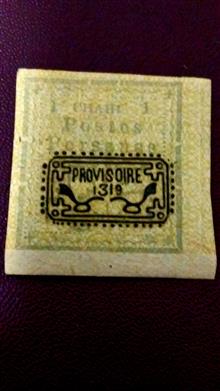 1 CHAHI 1
Postes
PROVISOIRE
1319